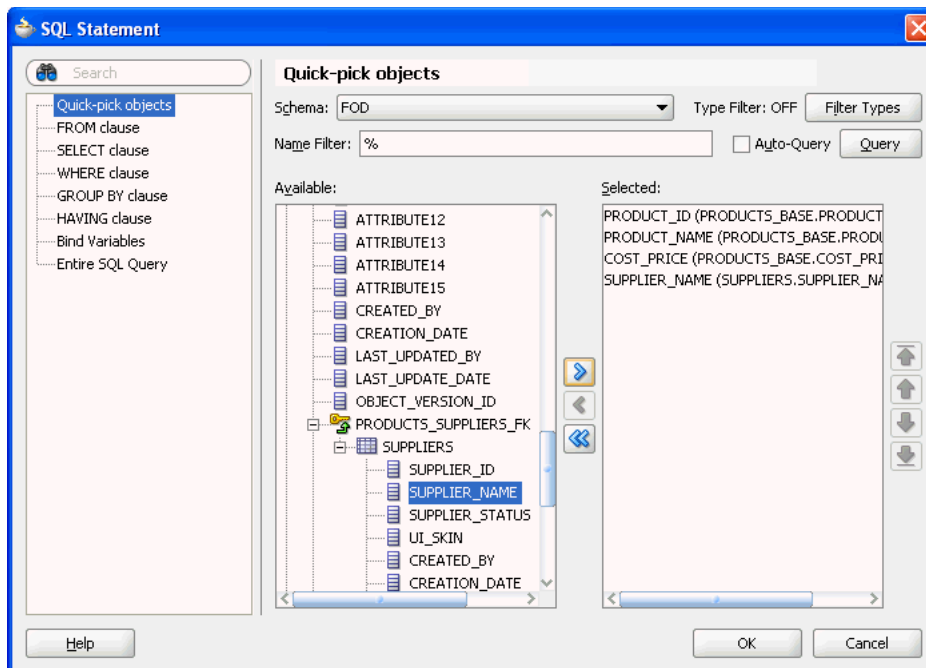 SQL Statement
Search
Quick-pick objects
FROM clause
SELECT clause
WHERE clause
GROUP BY clause
HAVING clause
Bind Variables
Entire SQL Query
Quick-pick objects
Schema: FOD Type Filter: OFF Filter Types
Name Filter: % Auto-Query Query
Available:
ATTRIBUTE12
ATTRIBUTE13
ATTRIBUTE14
ATTRIBUTE15
CREATED_BY
CREATION_DATE
LAST_UPDATED_BY
LAST_UPDATE_DATE
OBJECT_VERSION_ID
PRODUCTS_SUPPLIERS_FK
SUPPLIERS
SUPPLIER_ID
SUPPLIER_NAME
SUPPLIER_STATUS
UI_SKIN
CREATED_BY
CREATION_DATE
Selected:
PRODUCT_ID (PRODUCTS_BASE.PRODUCT
PRODUCT_NAME (PRODUCTS_BASE.PRODU
COST_PRICE (PRODUCTS_BASE.COST_PRI
SUPPLIER_NAME (SUPPLIERS.SUPPLIER_NA
Help OK Cancel